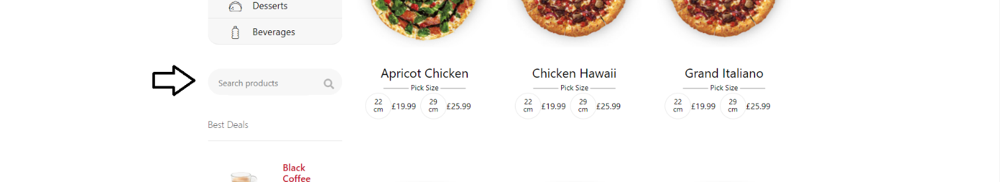 Desserts
Beverages
Search products
Best Deals
Black
Coffee
Apricot Chicken
Pick Size
22
cm
£19.99
29
cm
£25.99
Chicken Hawaii
Pick Size
22
cm
£19.99
29
cm
£25.99
Grand Italiano
Pick Size
22
cm
£19.99
29
cm
£25.99